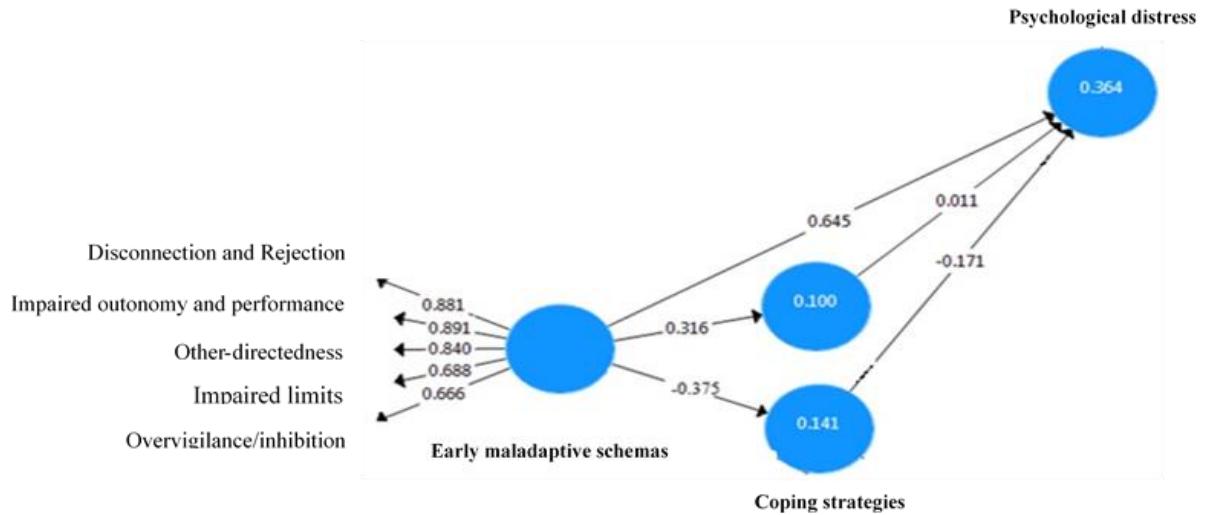 Psychological distress
0.364
0.011
0.645
-0.171
Disconnection and Rejection
Impaired outonomy and performance
Other-directedness
Impaired limits
Overvigilance/inhibition
0.881
0.891
0.840
0.688
0.666
0.316
0.100
-0.375
0.141
Early maladaptive schemas
Coping strategies